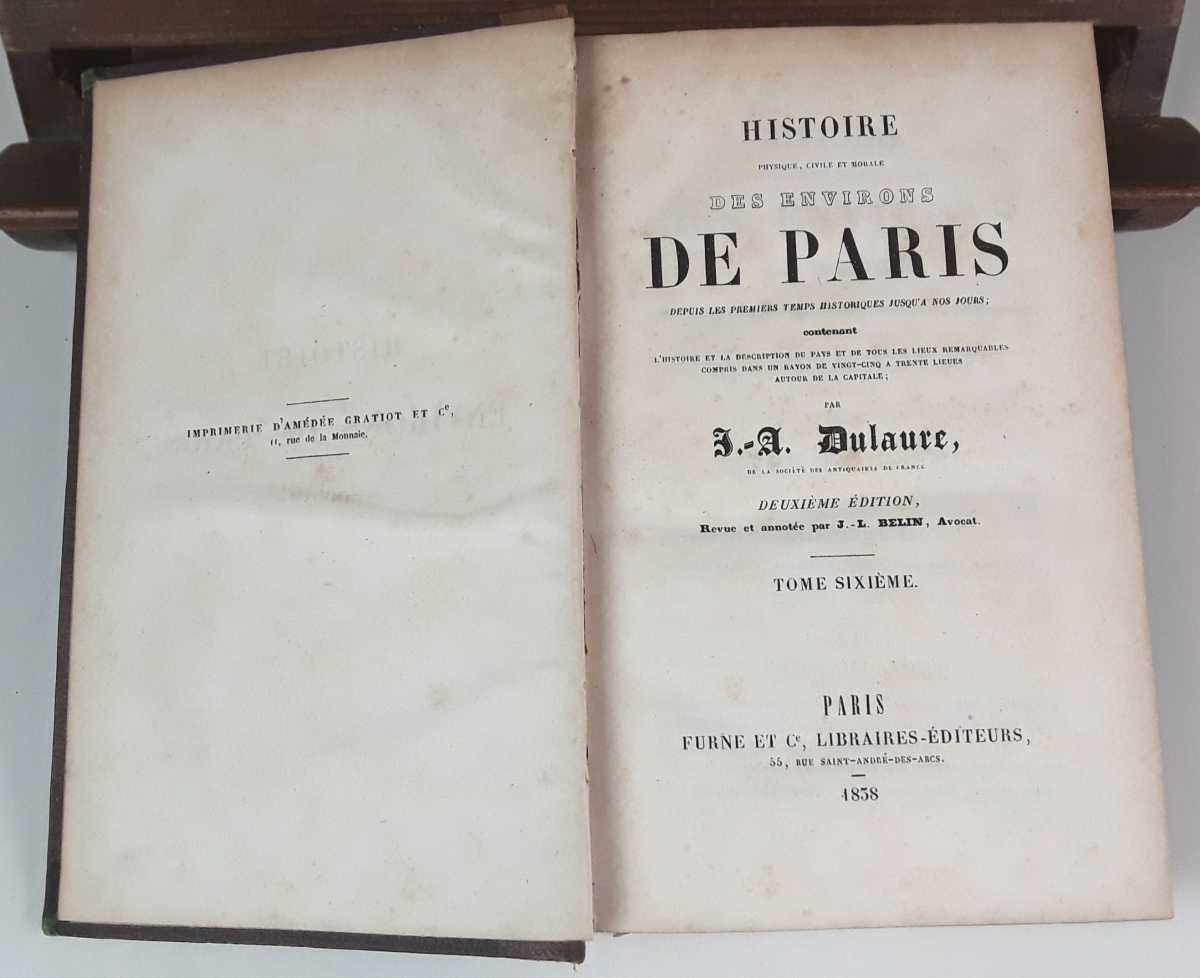 IMPRIMERIE D'AMÉDÉE GRATIOT ET Cᵉ,
11, rue de la Monnaie.
HISTOIRE
PHYSIQUE, CIVILE ET MORALE
DES ENVIRONS
DE PARIS
DEPUIS LES PREMIERS TEMPS HISTORIQUES JUSQU'A NOS JOURS;
contenant
L'HISTOIRE ET LA DESCRIPTION DU PAYS ET DE TOUS LES LIEUX REMARQUABLES
COMPRIS DANS UN RAYON DE VINGT-CINQ A TRENTE LIEUES
AUTOUR DE LA CAPITALE;
PAR
J.-A. Dulaure,
DE LA SOCIÉTÉ DES ANTIQUAIRES DE FRANCE
DEUXIÈME ÉDITION,
Revue et annotée par J.-L. BELIN, Avocat.
TOME SIXIÈME.
PARIS
FURNE ET Cᵉ, LIBRAIRES-ÉDITEURS,
55, RUE SAINT-ANDRÉ-DES-ARCS.
1838